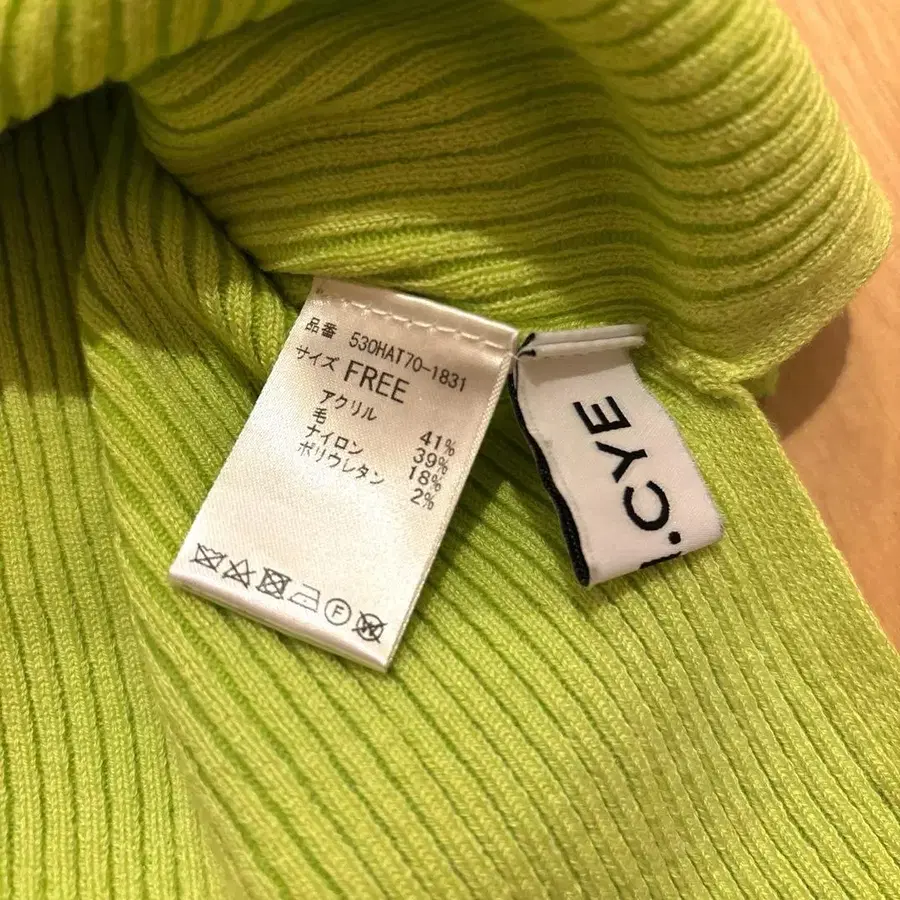 品番 530HAT70-1831
サイズ FREE
アクリル 41%
毛 39%
ナイロン 18%
ポリウレタン 2%
F
W
.CYE